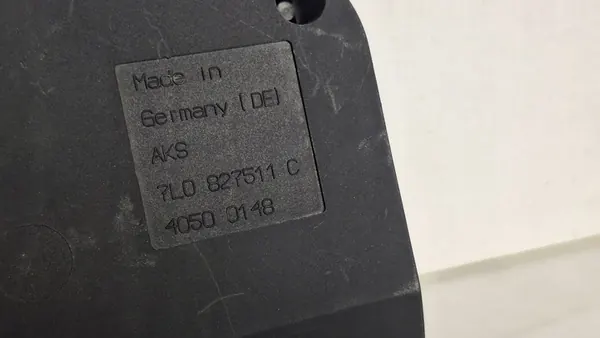 Made in
Germany (DE)
AKS
7L0 827511 C
4050 0148